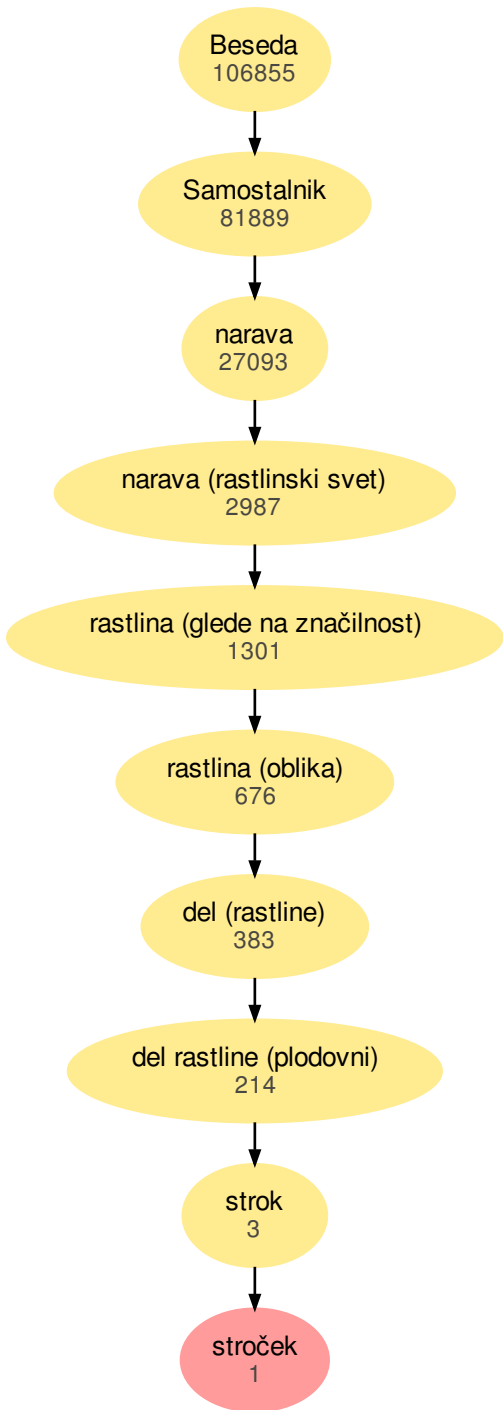 Beseda
106855
Samostalnik
81889
narava
27093
narava (rastlinski svet)
2987
rastlina (glede na značilnost)
1301
rastlina (oblika)
676
del (rastline)
383
del rastline (plodovni)
214
strok
3
stroček
1